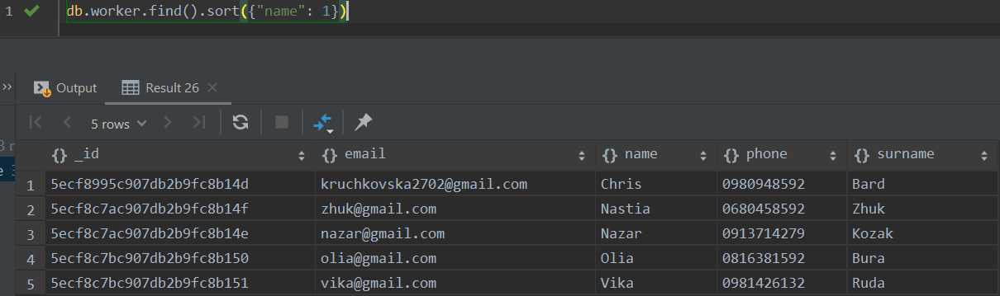 1 db.worker.find().sort({"name": 1})
Output Result 26
5 rows
_id email name phone surname
1 5ecf8995c907db2b9fc8b14d kruchkovska2702@gmail.com Chris 0980948592 Bard
2 5ecf8c7ac907db2b9fc8b14f zhuk@gmail.com Nastia 0680458592 Zhuk
3 5ecf8c7ac907db2b9fc8b14e nazar@gmail.com Nazar 0913714279 Kozak
4 5ecf8c7bc907db2b9fc8b150 olia@gmail.com Olia 0816381592 Bura
5 5ecf8c7bc907db2b9fc8b151 vika@gmail.com Vika 0981426132 Ruda